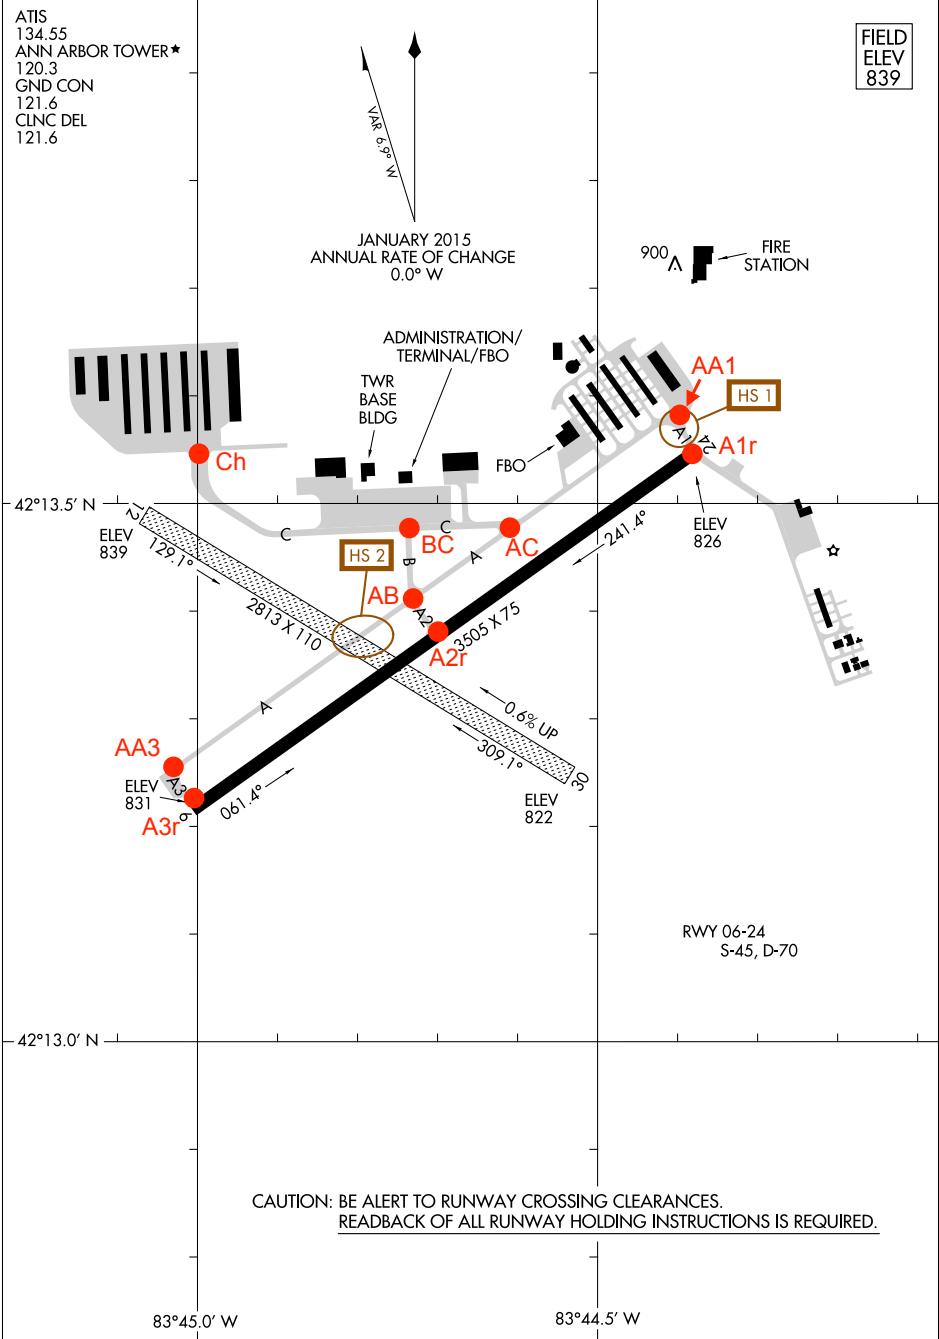 ATIS
134.55
ANN ARBOR TOWER★
120.3
GND CON
121.6
CLNC DEL
121.6
FIELD
ELEV
839
VAR 6.9° W
JANUARY 2015
ANNUAL RATE OF CHANGE
0.0° W
900
FIRE
STATION
ADMINISTRATION/
TERMINAL/FBO
TWR
BASE
BLDG
FBO
AA1
HS 1
A1
24
A1r
Ch
42°13.5' N
12
ELEV
839
129.1°
C
C
BC
AC
HS 2
B
A
241.4°
ELEV
826
AB
A2
2813 X 110
3505 X 75
A2r
A
0.6% UP
309.1°
30
ELEV
822
AA3
A3
ELEV
831
6
A3r
061.4°
RWY 06-24
S-45, D-70
42°13.0' N
CAUTION: BE ALERT TO RUNWAY CROSSING CLEARANCES.
READBACK OF ALL RUNWAY HOLDING INSTRUCTIONS IS REQUIRED.
83°45.0' W
83°44.5' W